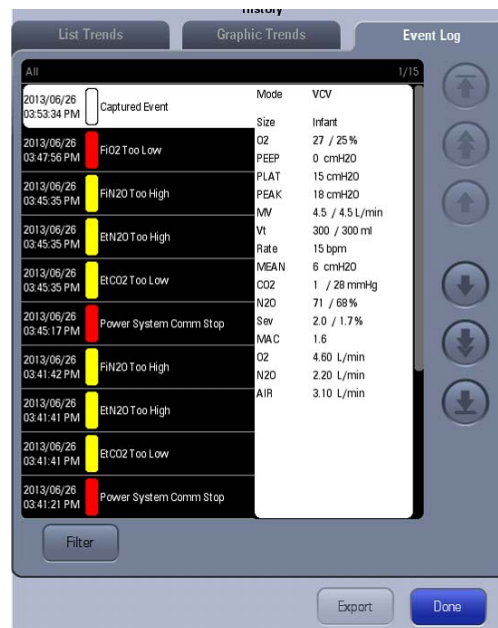 History
List Trends
Graphic Trends
Event Log
All
1/15
2013/06/26
03:53:34 PM
Captured Event
2013/06/26
03:47:56 PM
FiO2 Too Low
2013/06/26
03:45:35 PM
FiN2O Too High
2013/06/26
03:45:35 PM
EtN2O Too High
2013/06/26
03:45:35 PM
EtCO2 Too Low
2013/06/26
03:45:17 PM
Power System Comm Stop
2013/06/26
03:41:42 PM
FiN2O Too High
2013/06/26
03:41:41 PM
EtN2O Too High
2013/06/26
03:41:41 PM
EtCO2 Too Low
2013/06/26
03:41:21 PM
Power System Comm Stop
Mode VCV
Size Infant
O2 27 / 25 %
PEEP 0 cmH2O
PLAT 15 cmH2O
PEAK 18 cmH2O
MV 4.5 / 4.5 L/min
Vt 300 / 300 ml
Rate 15 bpm
MEAN 6 cmH2O
CO2 1 / 28 mmHg
N2O 71 / 68 %
Sev 2.0 / 1.7 %
MAC 1.6
O2 4.60 L/min
N2O 2.20 L/min
AIR 3.10 L/min
Filter
Export
Done